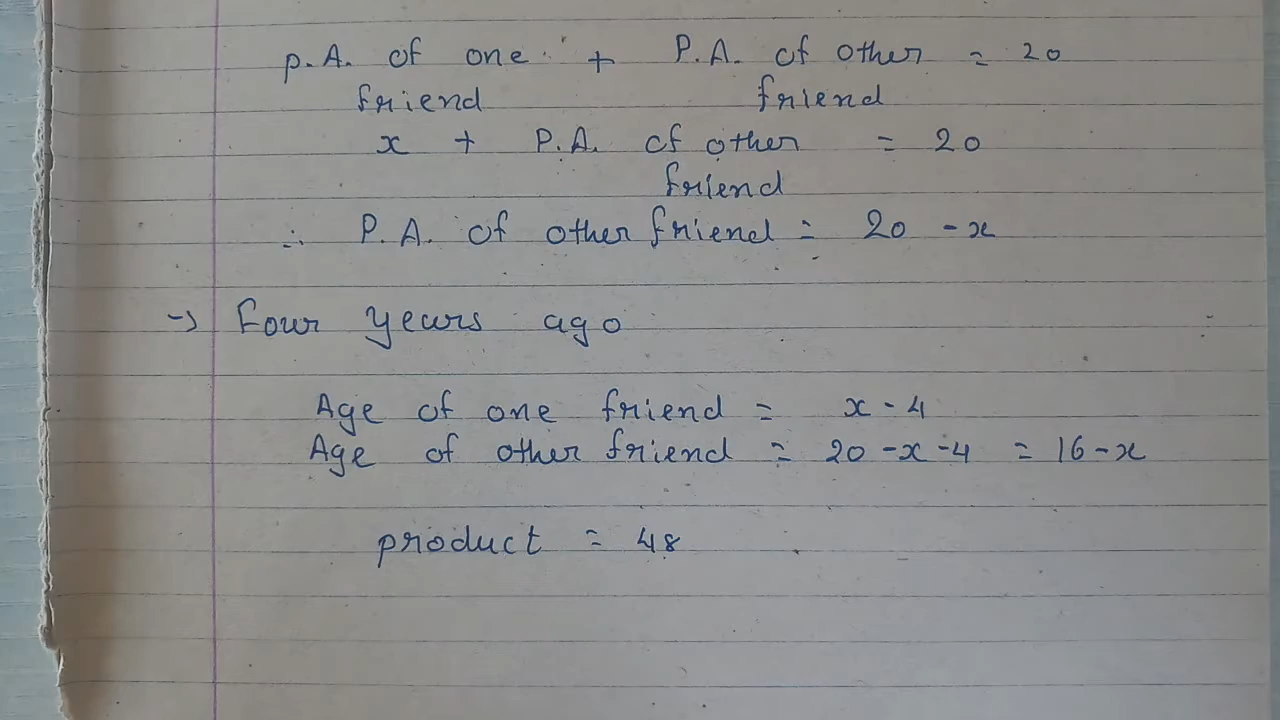 p.A. of one + P.A. of other = 20
friend friend
x + P.A. of other = 20
friend
∴ P.A. of other friend = 20 - x
→ Four years ago
Age of one friend = x - 4
Age of other friend = 20 - x - 4 = 16 - x
product = 48